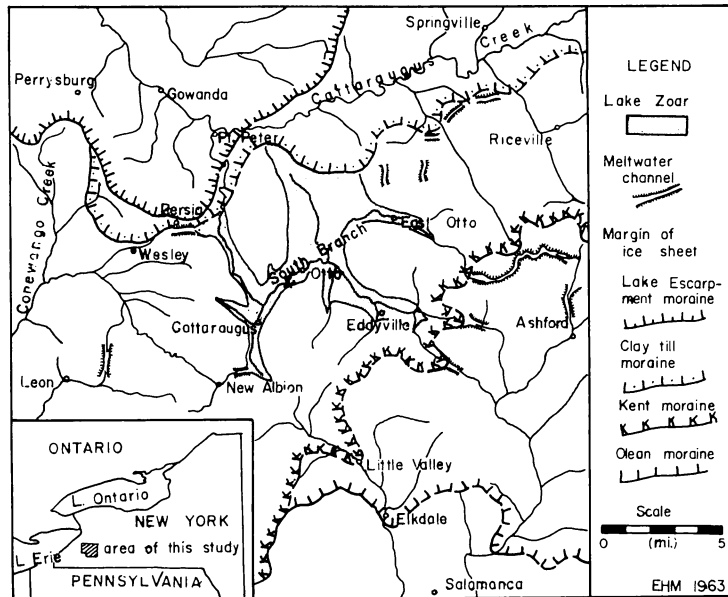 Springville
Cattaraugus Creek
Perrysburg
Gowanda
Pt. Peter
Riceville
Conewango Creek
Persia
East Otto
Wesley
South Branch
Otto
Cattaraugus
Eddyville
Ashford
Leon
New Albion
Little Valley
Elkdale
Salamanca
ONTARIO
L. Ontario
NEW YORK
L. Erie
area of this study
PENNSYLVANIA
LEGEND
Lake Zoar
Meltwater
channel
Margin of
ice sheet
Lake Escarp-
ment moraine
Clay till
moraine
Kent moraine
Olean moraine
Scale
0 (mi.) 5
EHM 1963